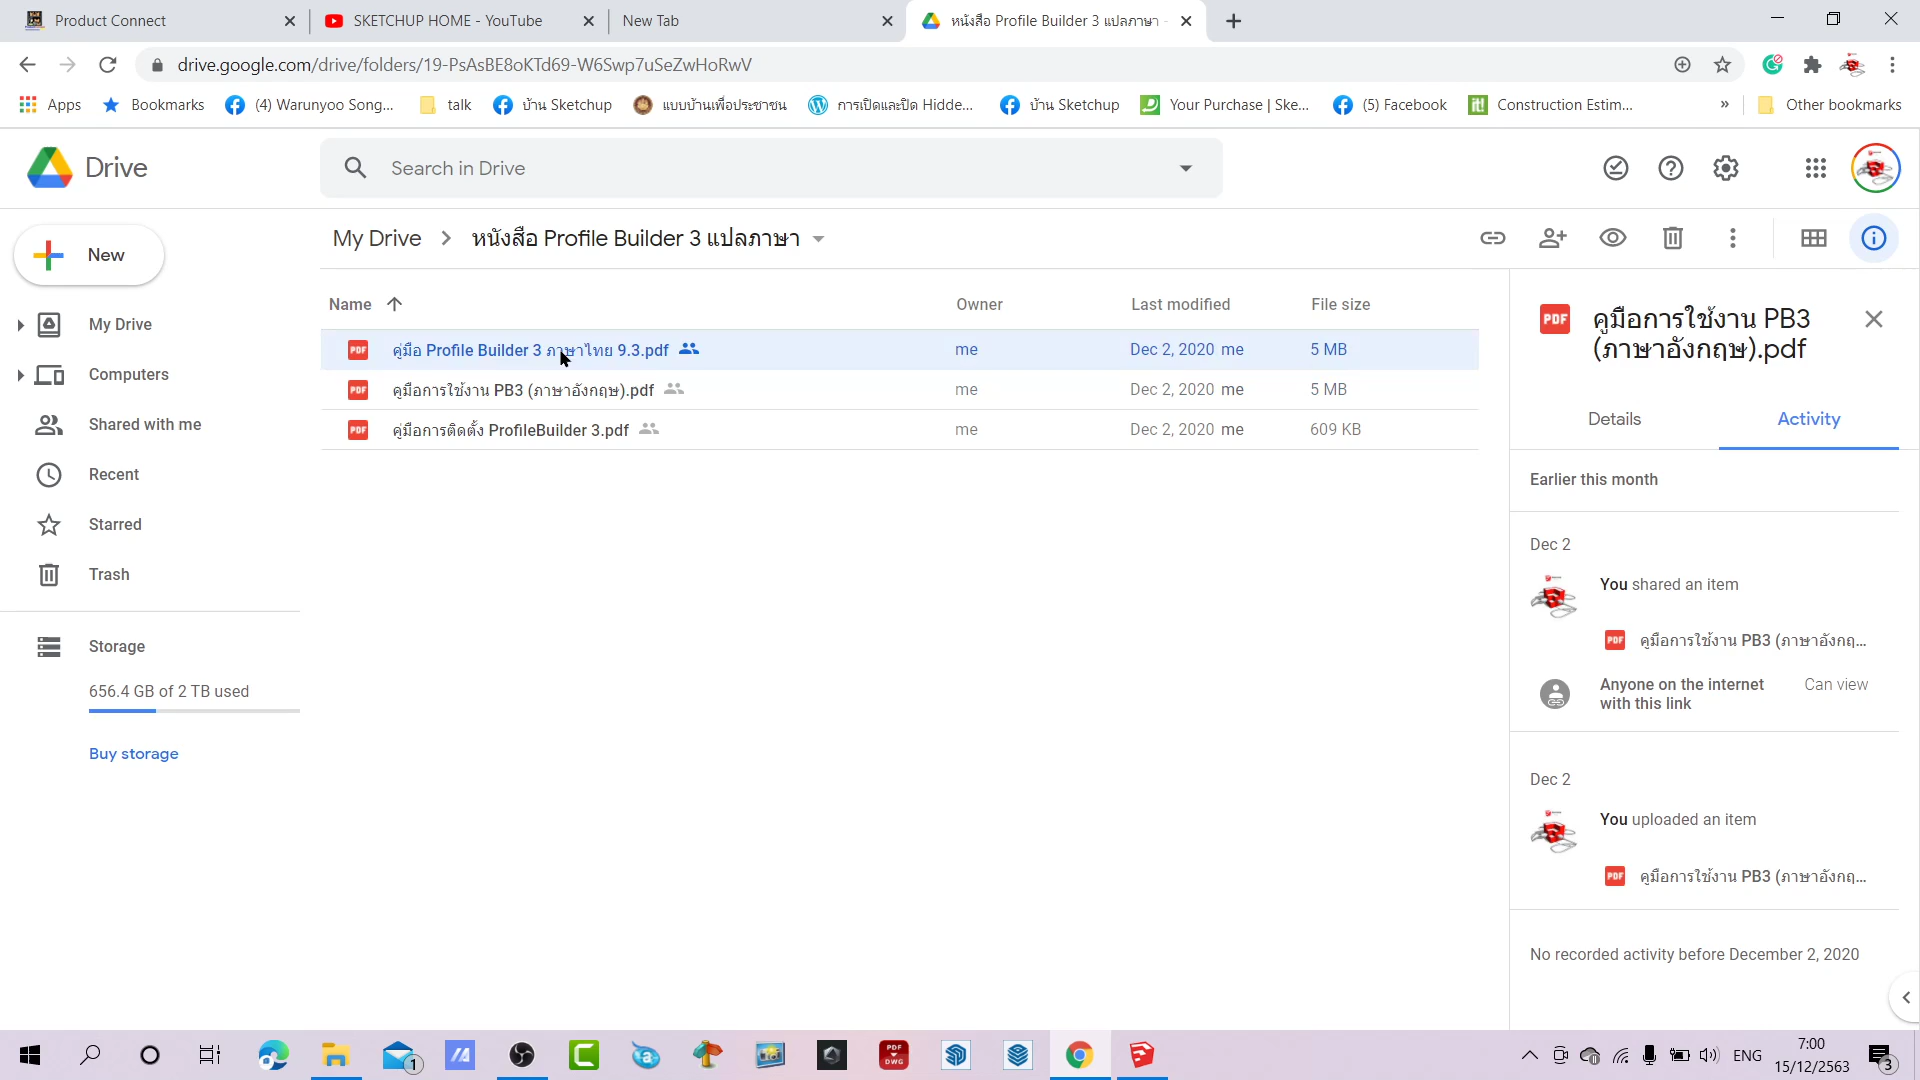 Product Connect
SKETCHUP HOME - YouTube
New Tab
หนังสือ Profile Builder 3 แปลภาษา -
drive.google.com/drive/folders/19-PsAsBE8oKTd69-W6Swp7uSeZwHoRwV
Apps
Bookmarks
(4) Warunyoo Song...
talk
บ้าน Sketchup
แบบบ้านเพื่อประชาชน
การเปิดและปิด Hidde...
บ้าน Sketchup
Your Purchase | Ske...
(5) Facebook
Construction Estim...
»
Other bookmarks
Drive
Search in Drive
New
My Drive
หนังสือ Profile Builder 3 แปลภาษา
My Drive
Computers
Shared with me
Recent
Starred
Trash
Storage
656.4 GB of 2 TB used
Buy storage
Name
Owner
Last modified
File size
PDF คู่มือ Profile Builder 3 ภาษาไทย 9.3.pdf me Dec 2, 2020 me 5 MB
PDF คูมือการใช้งาน PB3 (ภาษาอังกฤษ).pdf me Dec 2, 2020 me 5 MB
PDF คู่มือการติดตั้ง ProfileBuilder 3.pdf me Dec 2, 2020 me 609 KB
PDF คูมือการใช้งาน PB3
(ภาษาอังกฤษ).pdf
Details
Activity
Earlier this month
Dec 2
You shared an item
PDF คูมือการใช้งาน PB3 (ภาษาอังกฤ...
Anyone on the internet
with this link
Can view
Dec 2
You uploaded an item
PDF คูมือการใช้งาน PB3 (ภาษาอังกฤ...
No recorded activity before December 2, 2020
1
PDF
DWG
ENG
7:00
15/12/2563
3